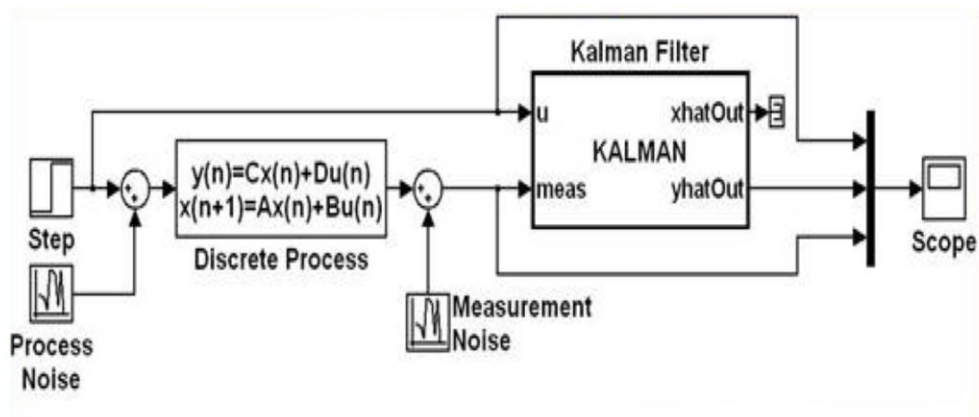 Kalman Filter
u
xhatOut
KALMAN
meas
yhatOut
y(n)=Cx(n)+Du(n)
x(n+1)=Ax(n)+Bu(n)
Discrete Process
Step
Scope
Process
Noise
Measurement
Noise